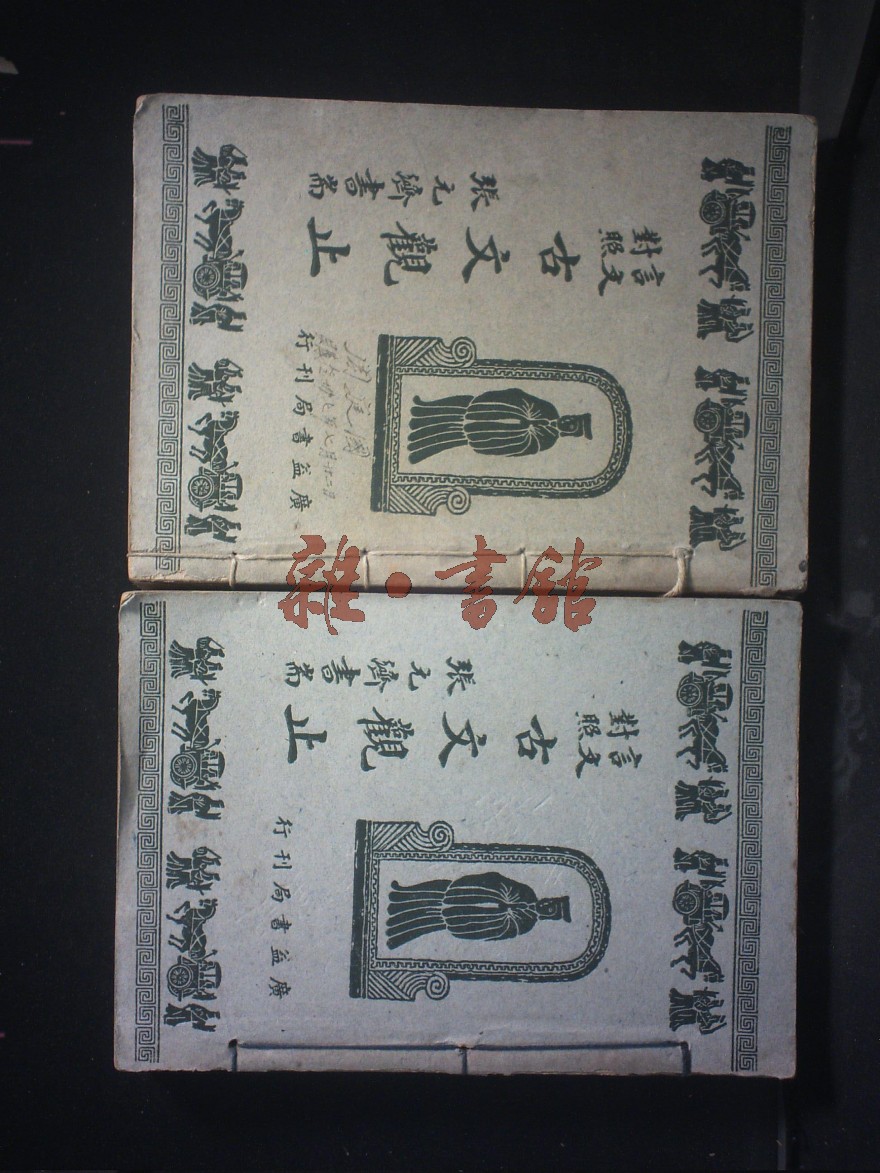 言文
對照
古文觀止
張元濟書耑
廣益書局刊行
雜·書舘
言文
對照
古文觀止
張元濟書耑
廣益書局刊行